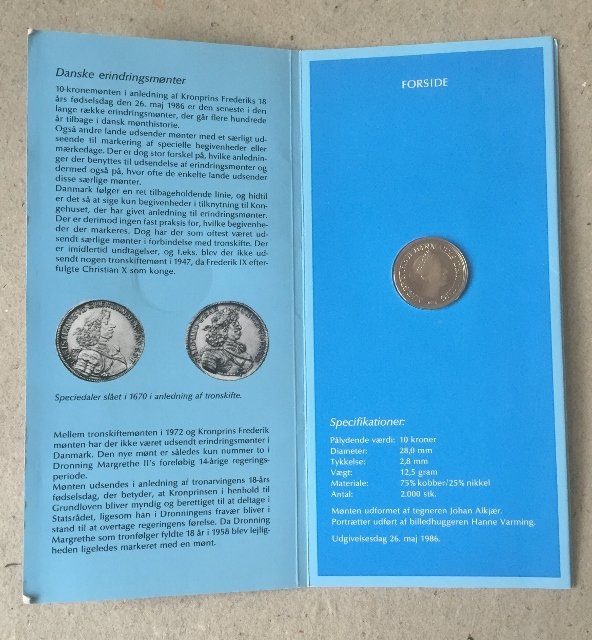 Danske erindringsmønter
10-kronemønten i anledning af Kronprins Frederiks 18
års fødselsdag den 26. maj 1986 er den seneste i den
lange række erindringsmønter, der går flere hundrede
år tilbage i dansk mønthistorie.
Også andre lande udsender mønter med et særligt ud-
seende til markering af specielle begivenheder eller
mærkedage. Der er dog stor forskel på, hvilke anlednin-
ger der benyttes til udsendelse af erindringsmønter og
dermed også på, hvor ofte de enkelte lande udsender
disse særlige mønter.
Danmark følger en ret tilbageholdende linie, og hidtil
er det så at sige kun begivenheder i tilknytning til Kon-
gehuset, der har givet anledning til erindringsmønter.
Der er derimod ingen fast praksis for, hvilke begivenhe-
der der markeres. Dog har der som oftest været ud-
sendt særlige mønter i forbindelse med tronskifte. Der
er imidlertid undtagelser, og f.eks. blev der ikke ud-
sendt nogen tronskiftemønt i 1947, da Frederik IX efter-
fulgte Christian X som konge.
Speciedaler slået i 1670 i anledning af tronskifte.
Mellem tronskiftemønten i 1972 og Kronprins Frederik
mønten har der ikke været udsendt erindringsmønter i
Danmark. Den nye mønt er således kun nummer to i
Dronning Margrethe II's foreløbig 14-årige regerings-
periode.
Mønten udsendes i anledning af tronarvingens 18-års
fødselsdag, der betyder, at Kronprinsen i henhold til
Grundloven bliver myndig og berettiget til at deltage i
Statsrådet, ligesom han i Dronningens fravær bliver i
stand til at overtage regeringens førelse. Da Dronning
Margrethe som tronfølger fyldte 18 år i 1958 blev lejlig-
heden ligeledes markeret med en mønt.
FORSIDE
Specifikationer:
Pålydende værdi: 10 kroner
Diameter: 28,0 mm
Tykkelse: 2,8 mm
Vægt: 12,5 gram
Materiale: 75% kobber/25% nikkel
Antal: 2.000 stk.
Mønten udformet af tegneren Johan Alkjær.
Portrætter udført af billedhuggeren Hanne Varming.
Udgivelsesdag 26. maj 1986.